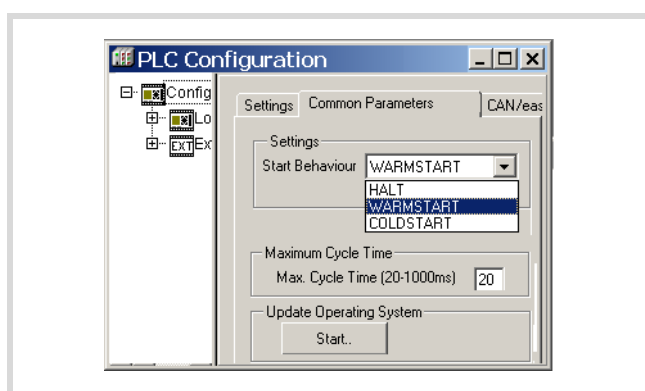 PLC Configuration
Config
Lo
EXT Ex
Settings Common Parameters CAN/eas
Settings
Start Behaviour WARMSTART
HALT
WARMSTART
COLDSTART
Maximum Cycle Time
Max. Cycle Time (20-1000ms) 20
Update Operating System
Start..